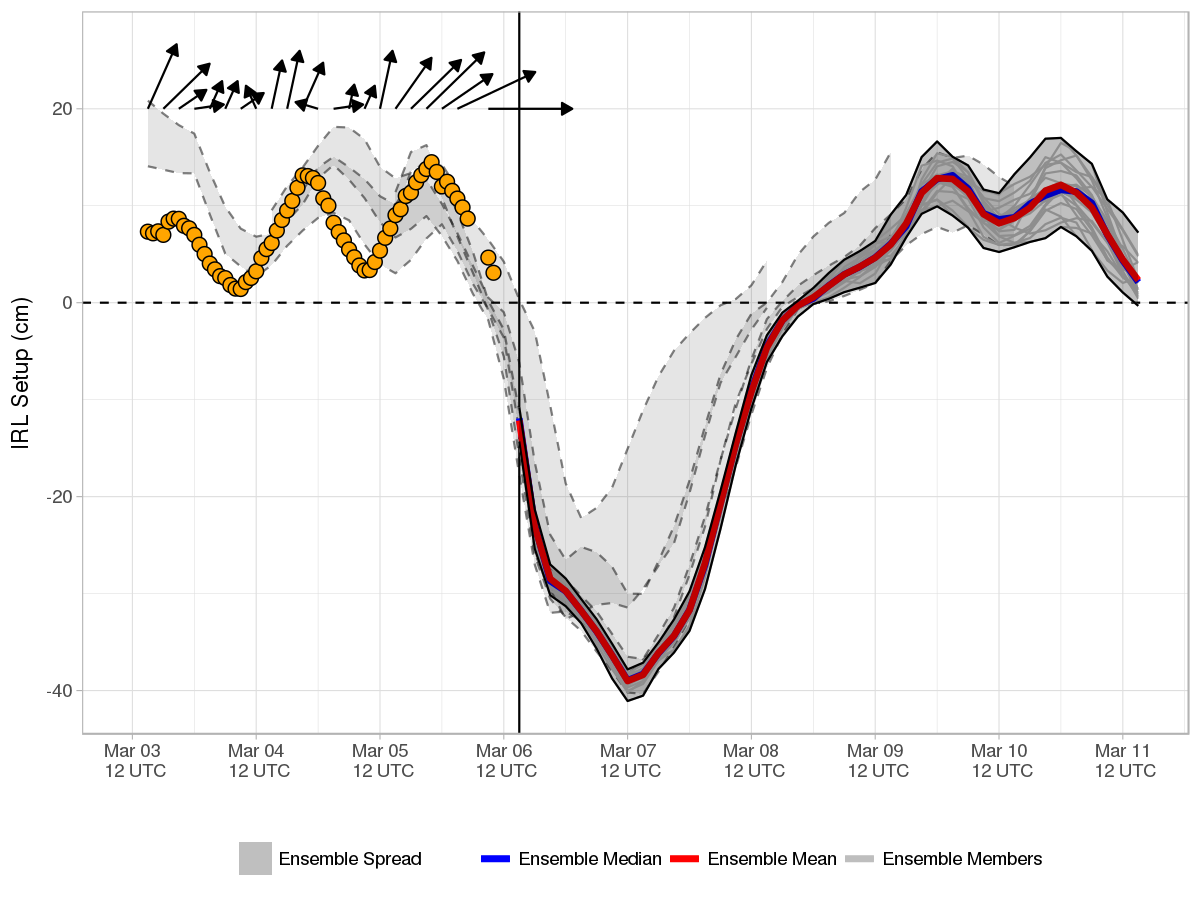 IRL Setup (cm)
20
0
-20
-40
Mar 03 12 UTC
Mar 04 12 UTC
Mar 05 12 UTC
Mar 06 12 UTC
Mar 07 12 UTC
Mar 08 12 UTC
Mar 09 12 UTC
Mar 10 12 UTC
Mar 11 12 UTC
Ensemble Spread
Ensemble Median
Ensemble Mean
Ensemble Members